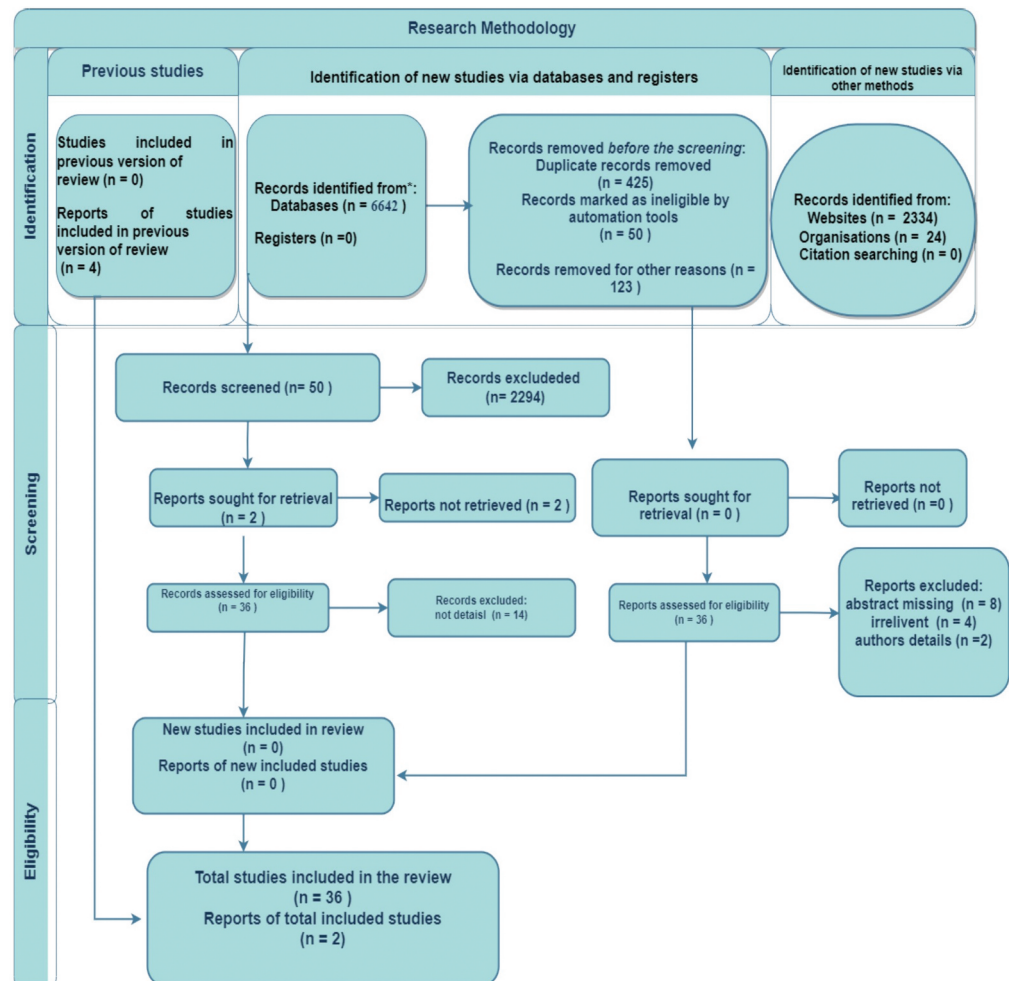 Research Methodology
Identification
Previous studies
Studies included in
previous version of
review (n = 0)
Reports of studies
included in previous
version of review
(n = 4)
Identification of new studies via databases and registers
Records identified from*:
Databases (n = 6642 )
Registers (n =0)
Records removed before the screening:
Duplicate records removed
(n = 425)
Records marked as ineligible by
automation tools
(n = 50 )
Records removed for other reasons (n =
123 )
Identification of new studies via
other methods
Records identified from:
Websites (n = 2334)
Organisations (n = 24)
Citation searching (n = 0)
Screening
Records screened (n= 50 )
Records excludeded
(n= 2294)
Reports sought for retrieval
(n = 2 )
Reports not retrieved (n = 2 )
Reports sought for
retrieval (n = 0 )
Reports not
retrieved (n =0 )
Records assessed for eligibility
(n = 36 )
Records excluded:
not detaisl (n = 14)
Reports assessed for eligibility
(n = 36 )
Reports excluded:
abstract missing (n = 8)
irrelivent (n = 4)
authors details (n =2)
Eligibility
New studies included in review
(n = 0)
Reports of new included studies
(n = 0 )
Total studies included in the review
(n = 36 )
Reports of total included studies
(n = 2)